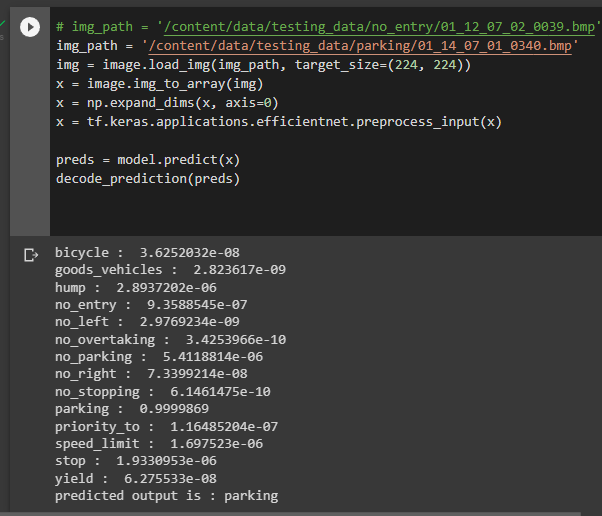 # img_path = '/content/data/testing_data/no_entry/01_12_07_02_0039.bmp'
img_path = '/content/data/testing_data/parking/01_14_07_01_0340.bmp'
img = image.load_img(img_path, target_size=(224, 224))
x = image.img_to_array(img)
x = np.expand_dims(x, axis=0)
x = tf.keras.applications.efficientnet.preprocess_input(x)
preds = model.predict(x)
decode_prediction(preds)
bicycle :  3.6252032e-08
goods_vehicles :  2.823617e-09
hump :  2.8937202e-06
no_entry :  9.3588545e-07
no_left :  2.9769234e-09
no_overtaking :  3.4253966e-10
no_parking :  5.4118814e-06
no_right :  7.3399214e-08
no_stopping :  6.1461475e-10
parking :  0.9999869
priority_to :  1.16485204e-07
speed_limit :  1.697523e-06
stop :  1.9330953e-06
yield :  6.275533e-08
predicted output is : parking